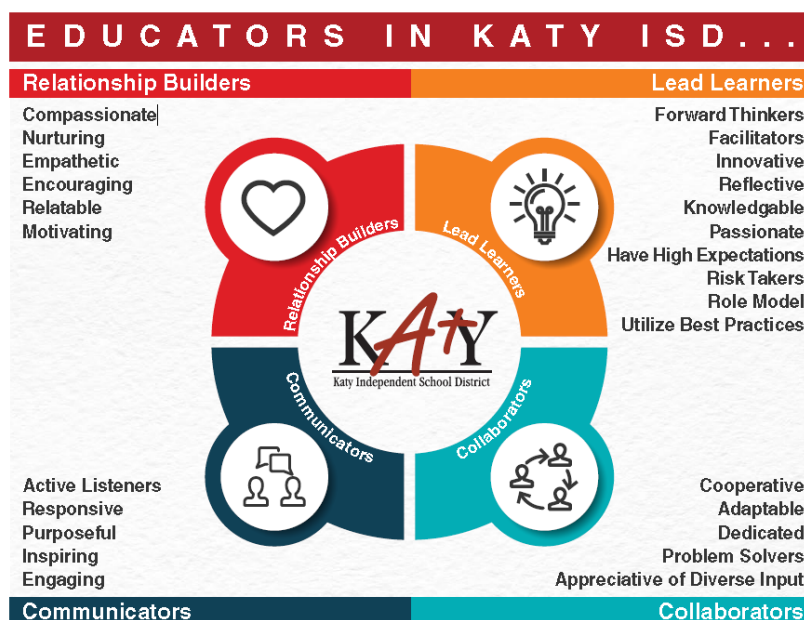 EDUCATORS IN KATY ISD...
Relationship Builders
Lead Learners
Compassionate
Nurturing
Empathetic
Encouraging
Relatable
Motivating
Forward Thinkers
Facilitators
Innovative
Reflective
Knowledgable
Passionate
Have High Expectations
Risk Takers
Role Model
Utilize Best Practices
Relationship Builders
Lead Learners
KAtY
Katy Independent School District
Communicators
Collaborators
Active Listeners
Responsive
Purposeful
Inspiring
Engaging
Cooperative
Adaptable
Dedicated
Problem Solvers
Appreciative of Diverse Input
Communicators
Collaborators